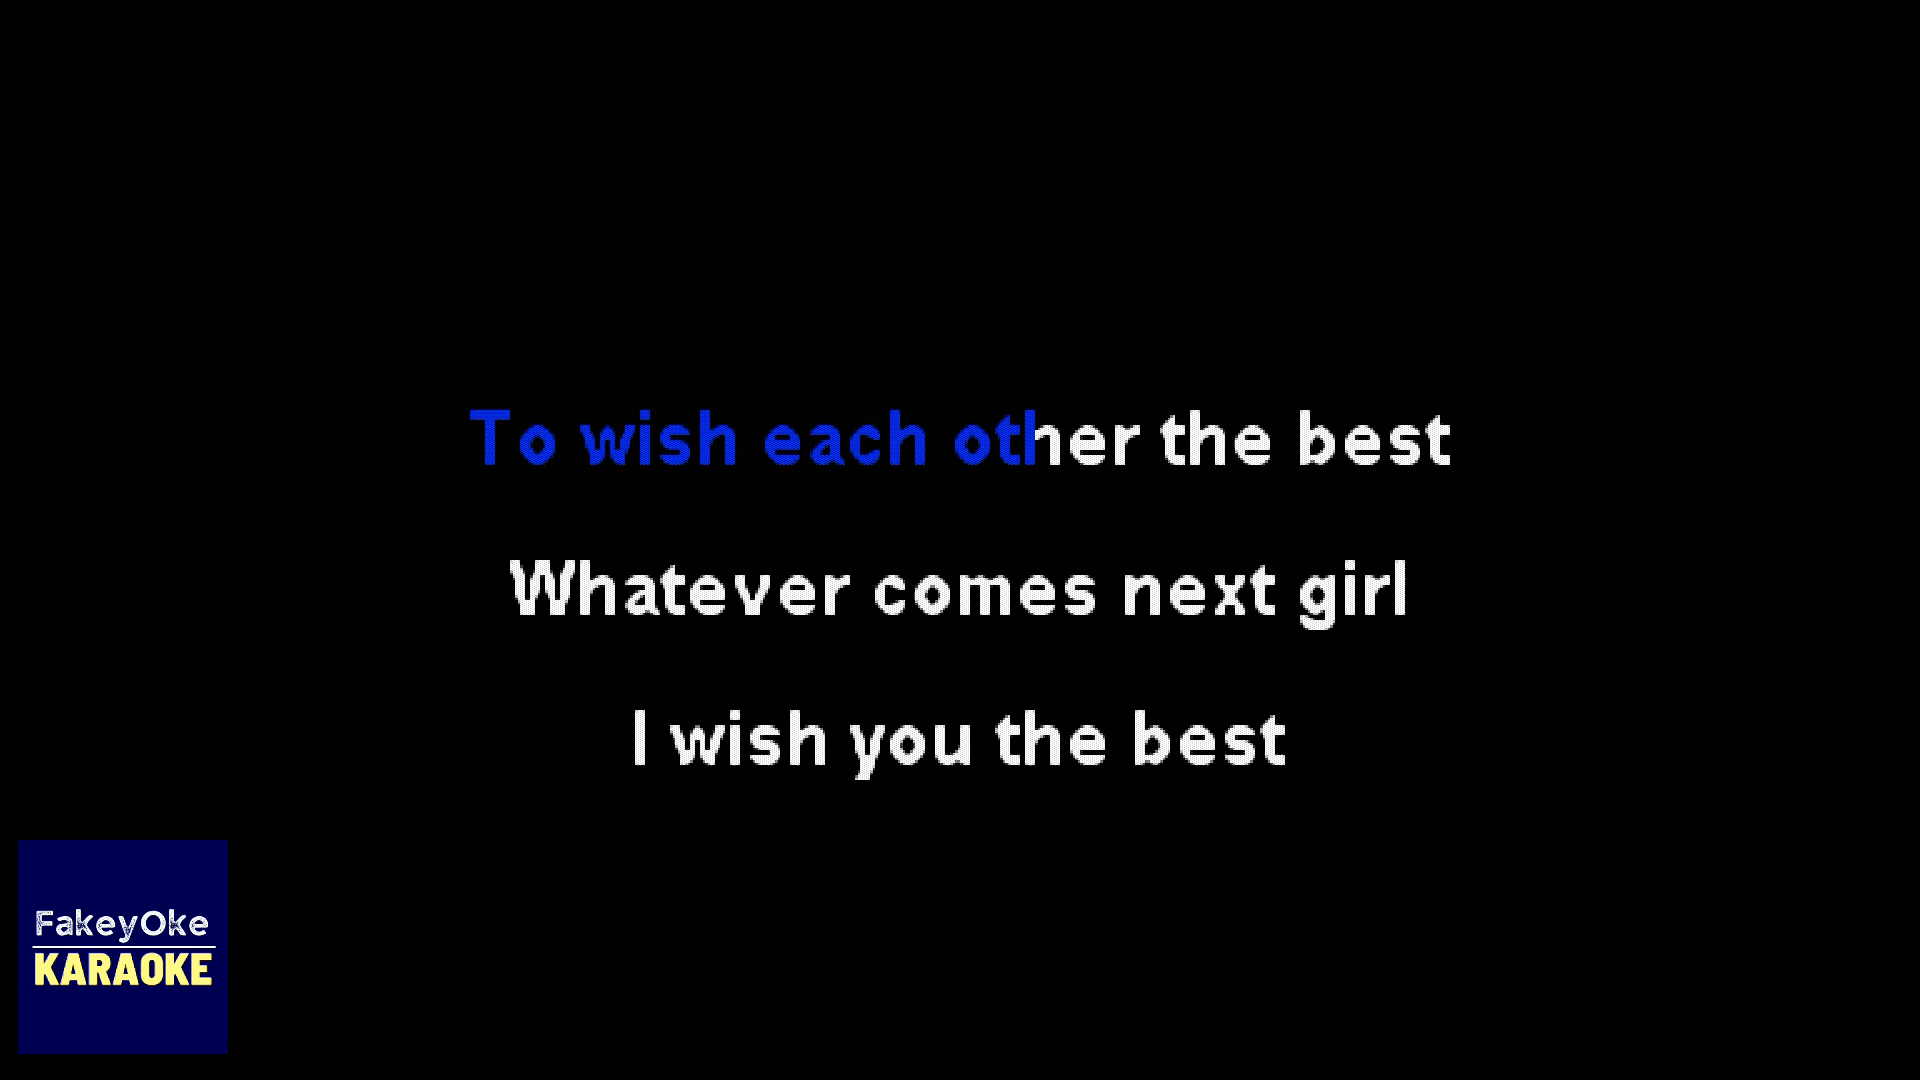 To wish each other the best
Whatever comes next girl
I wish you the best
FakeyOke
KARAOKE